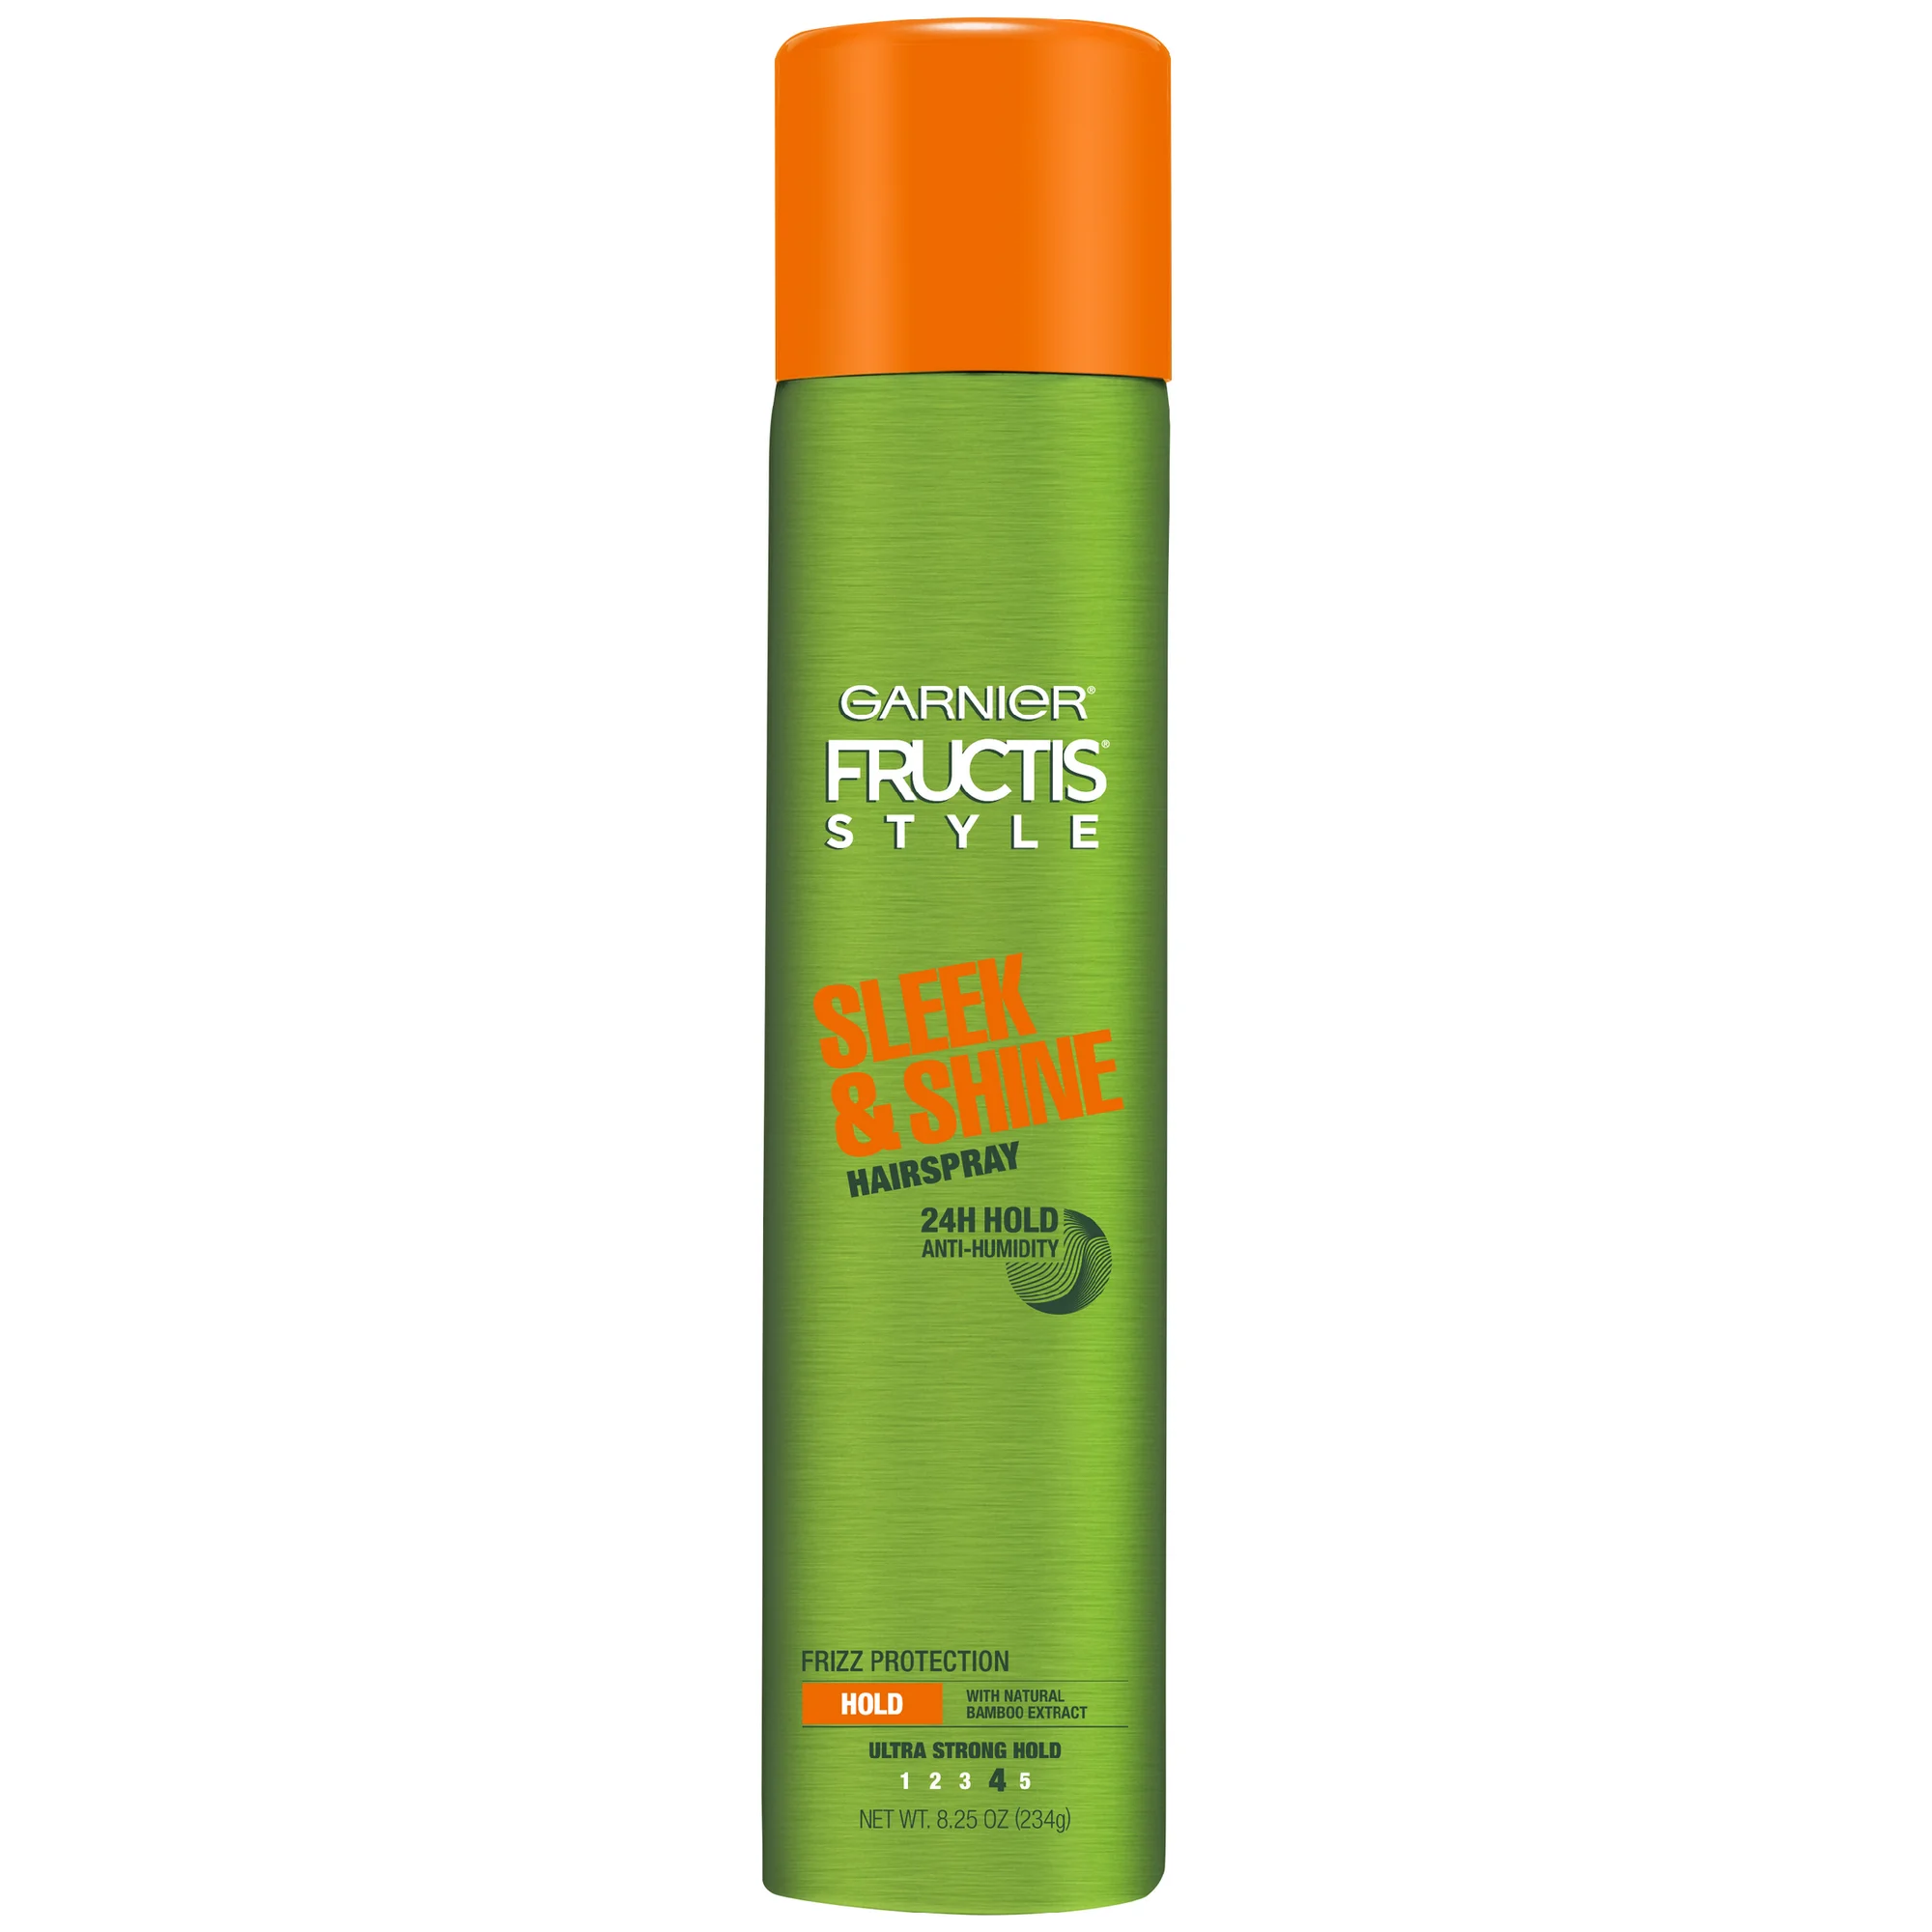 GARNIER®
FRUCTIS®
STYLE
SLEEK
& SHINE
HAIRSPRAY
24H HOLD
ANTI-HUMIDITY
FRIZZ PROTECTION
HOLD
WITH NATURAL
BAMBOO EXTRACT
ULTRA STRONG HOLD
1 2 3 4 5
NET WT. 8.25 OZ (234g)